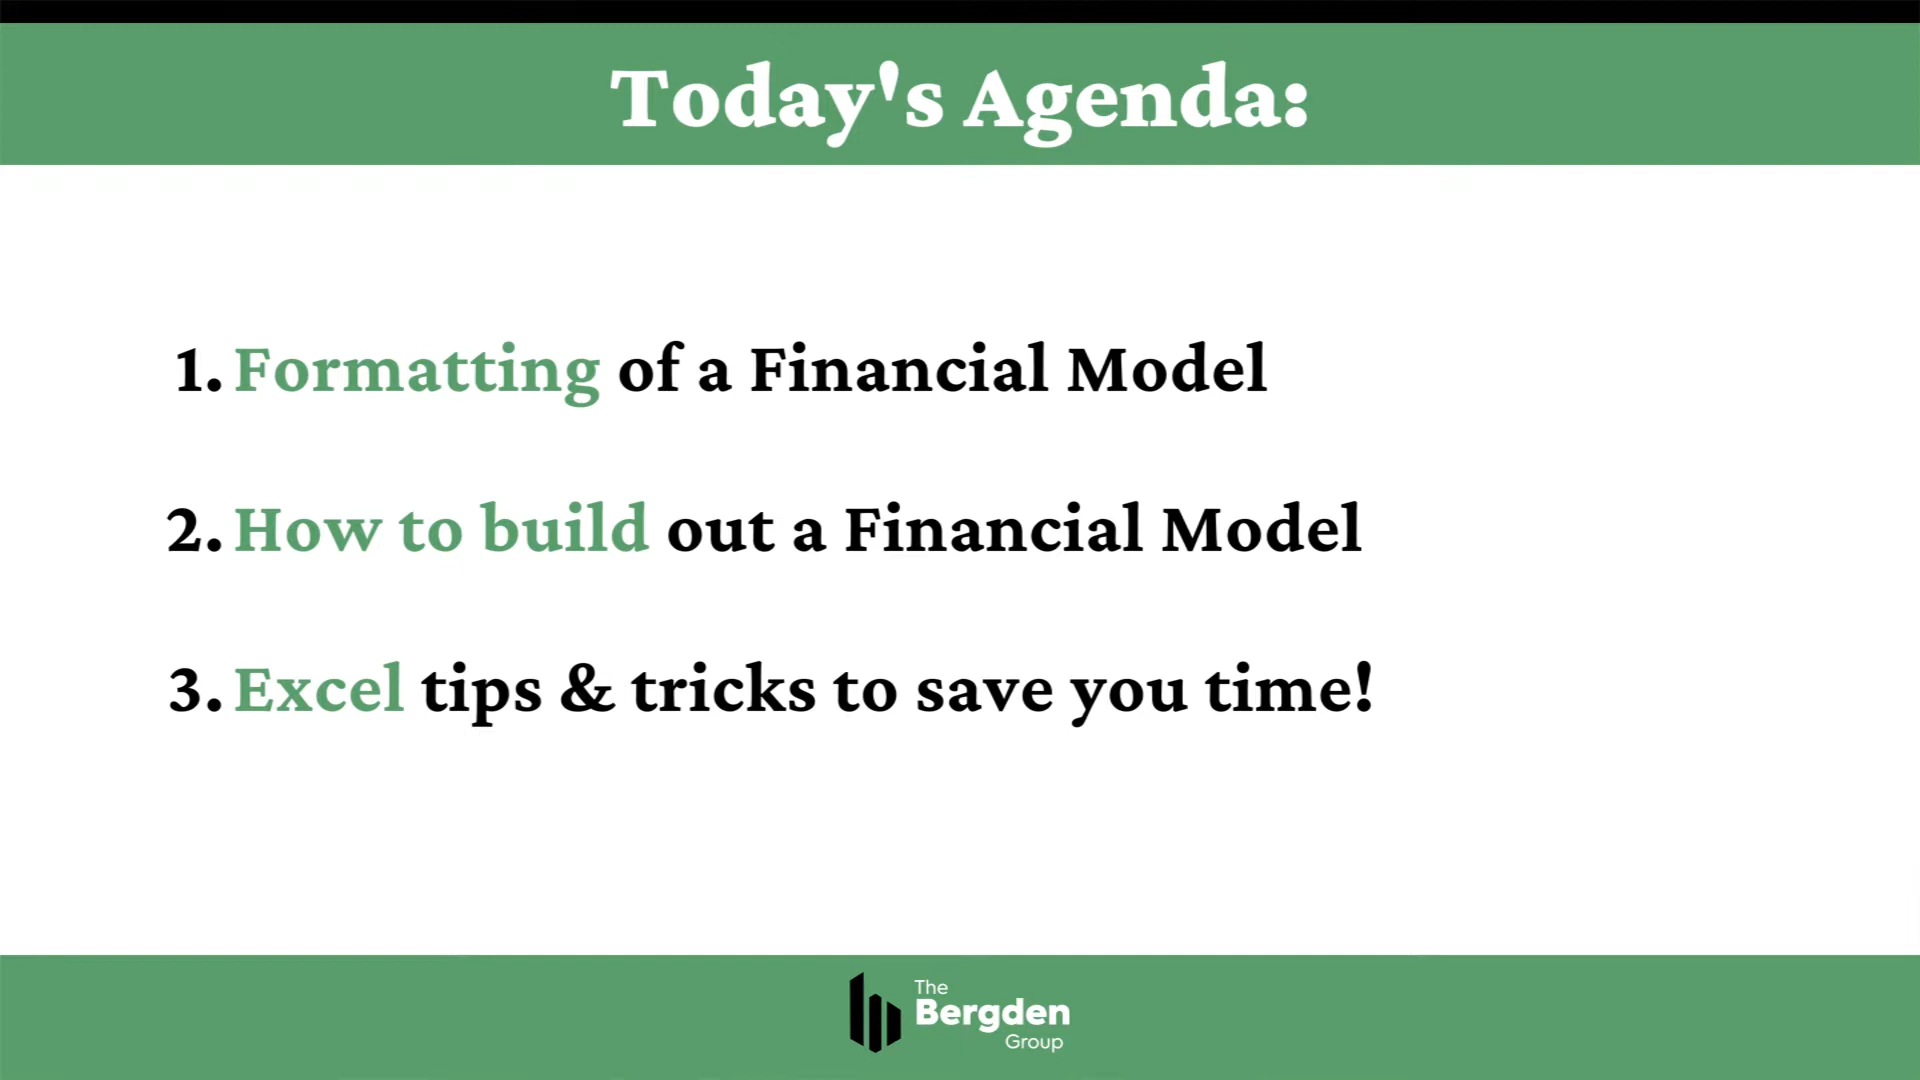 Today's Agenda:
1. Formatting of a Financial Model
2. How to build out a Financial Model
3. Excel tips & tricks to save you time!
The
Bergden
Group